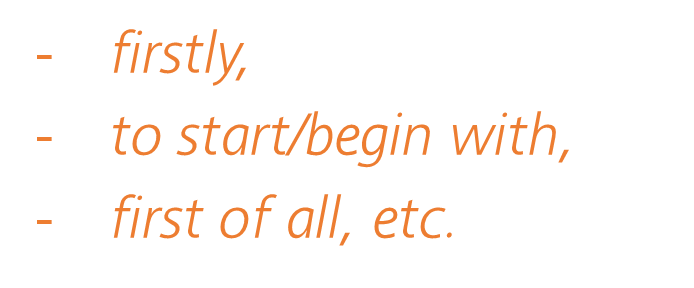 - firstly,
- to start/begin with,
- first of all, etc.